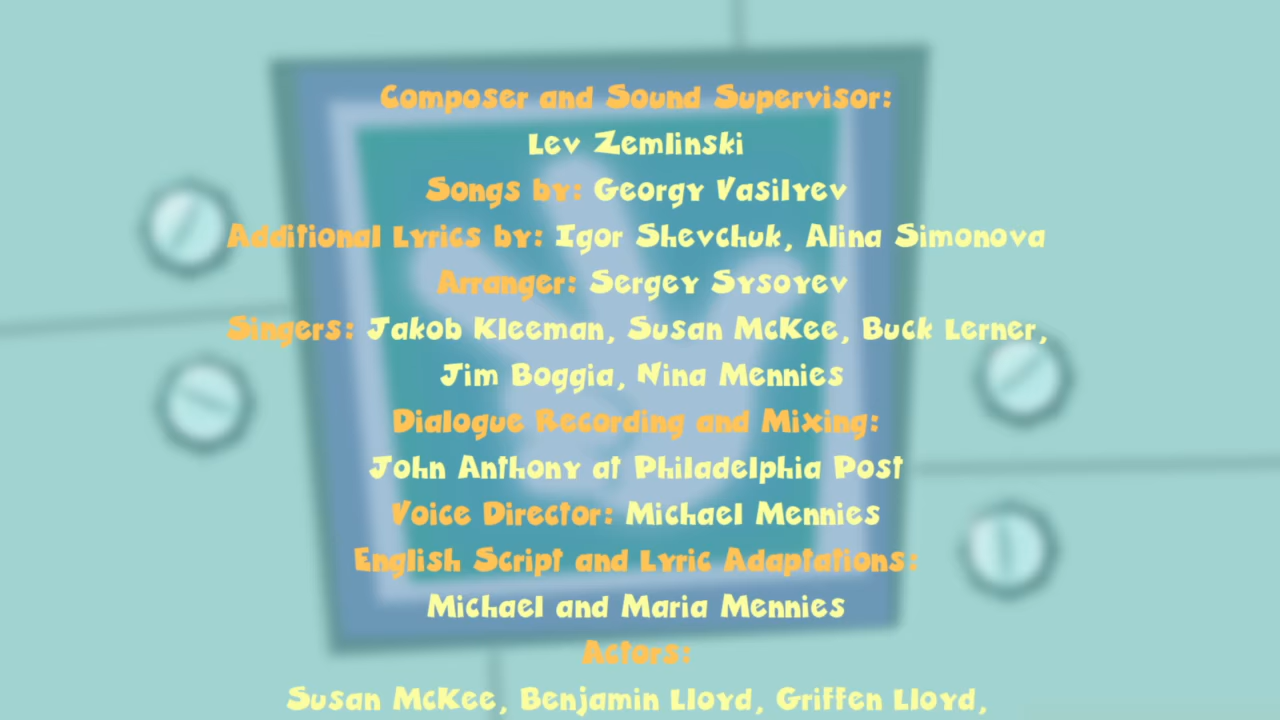 Composer and Sound Supervisor:
Lev Zemlinski
Songs by: Georgy Vasilyev
Additional Lyrics by: Igor Shevchuk, Alina Simonova
Arranger: Sergey Sysoyev
Singers: Jakob Kleeman, Susan McKee, Buck Lerner,
Jim Boggia, Nina Mennies
Dialogue Recording and Mixing:
John Anthony at Philadelphia Post
Voice Director: Michael Mennies
English Script and Lyric Adaptations:
Michael and Maria Mennies
Actors:
Susan McKee, Benjamin Lloyd, Griffen Lloyd,